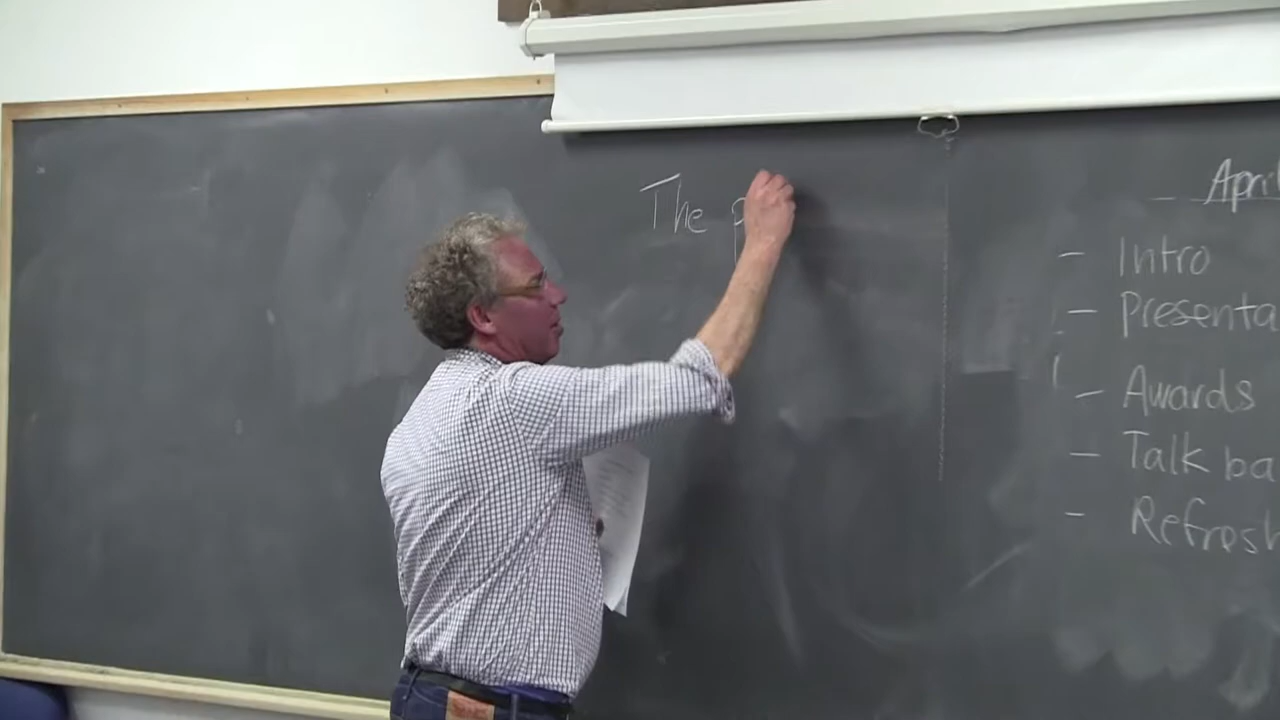 The p
April
- Intro
- Presenta
- Awards
- Talk ba
- Refresh